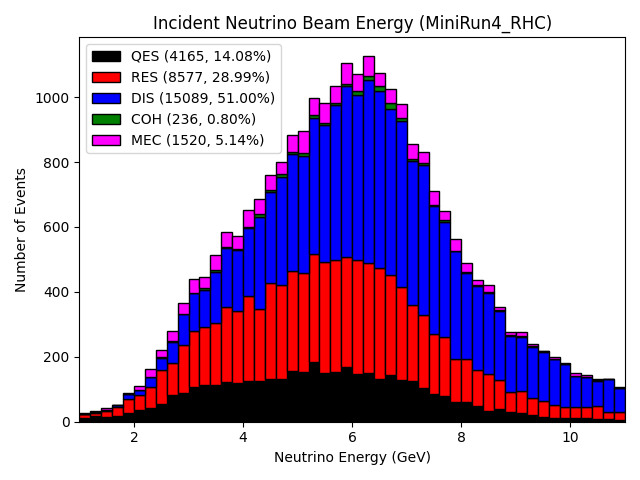 Incident Neutrino Beam Energy (MiniRun4_RHC)
QES (4165, 14.08%)
RES (8577, 28.99%)
DIS (15089, 51.00%)
COH (236, 0.80%)
MEC (1520, 5.14%)
Number of Events
1000
800
600
400
200
0
2 4 6 8 10
Neutrino Energy (GeV)